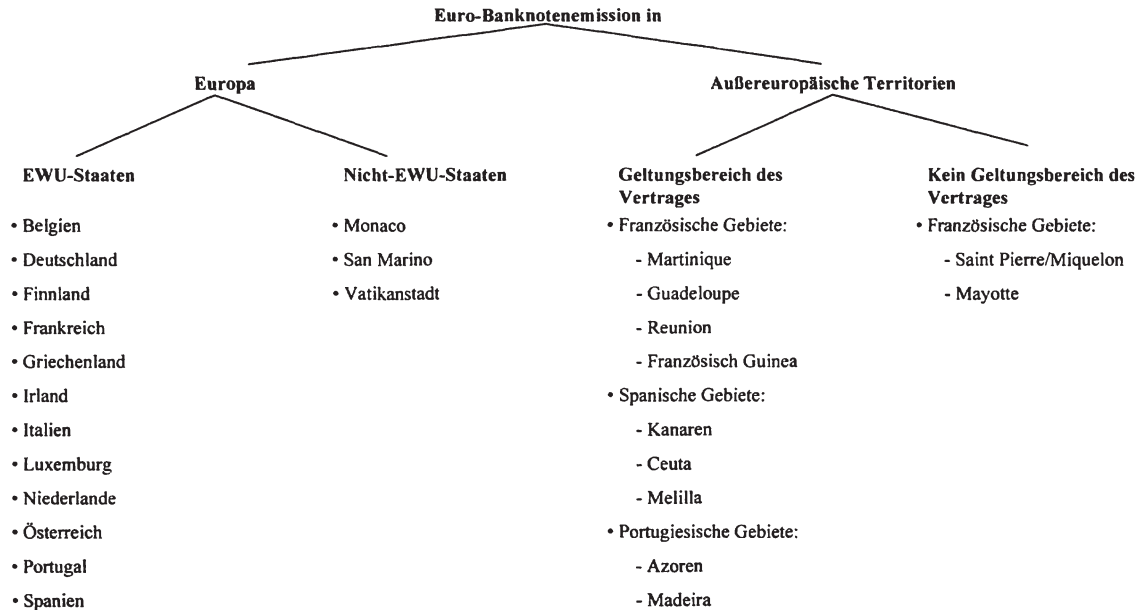 Euro-Banknotenemission in
Europa
Außereuropäische Territorien
EWU-Staaten
• Belgien
• Deutschland
• Finnland
• Frankreich
• Griechenland
• Irland
• Italien
• Luxemburg
• Niederlande
• Österreich
• Portugal
• Spanien
Nicht-EWU-Staaten
• Monaco
• San Marino
• Vatikanstadt
Geltungsbereich des
Vertrages
• Französische Gebiete:
- Martinique
- Guadeloupe
- Reunion
- Französisch Guinea
• Spanische Gebiete:
- Kanaren
- Ceuta
- Melilla
• Portugiesische Gebiete:
- Azoren
- Madeira
Kein Geltungsbereich des
Vertrages
• Französische Gebiete:
- Saint Pierre/Miquelon
- Mayotte